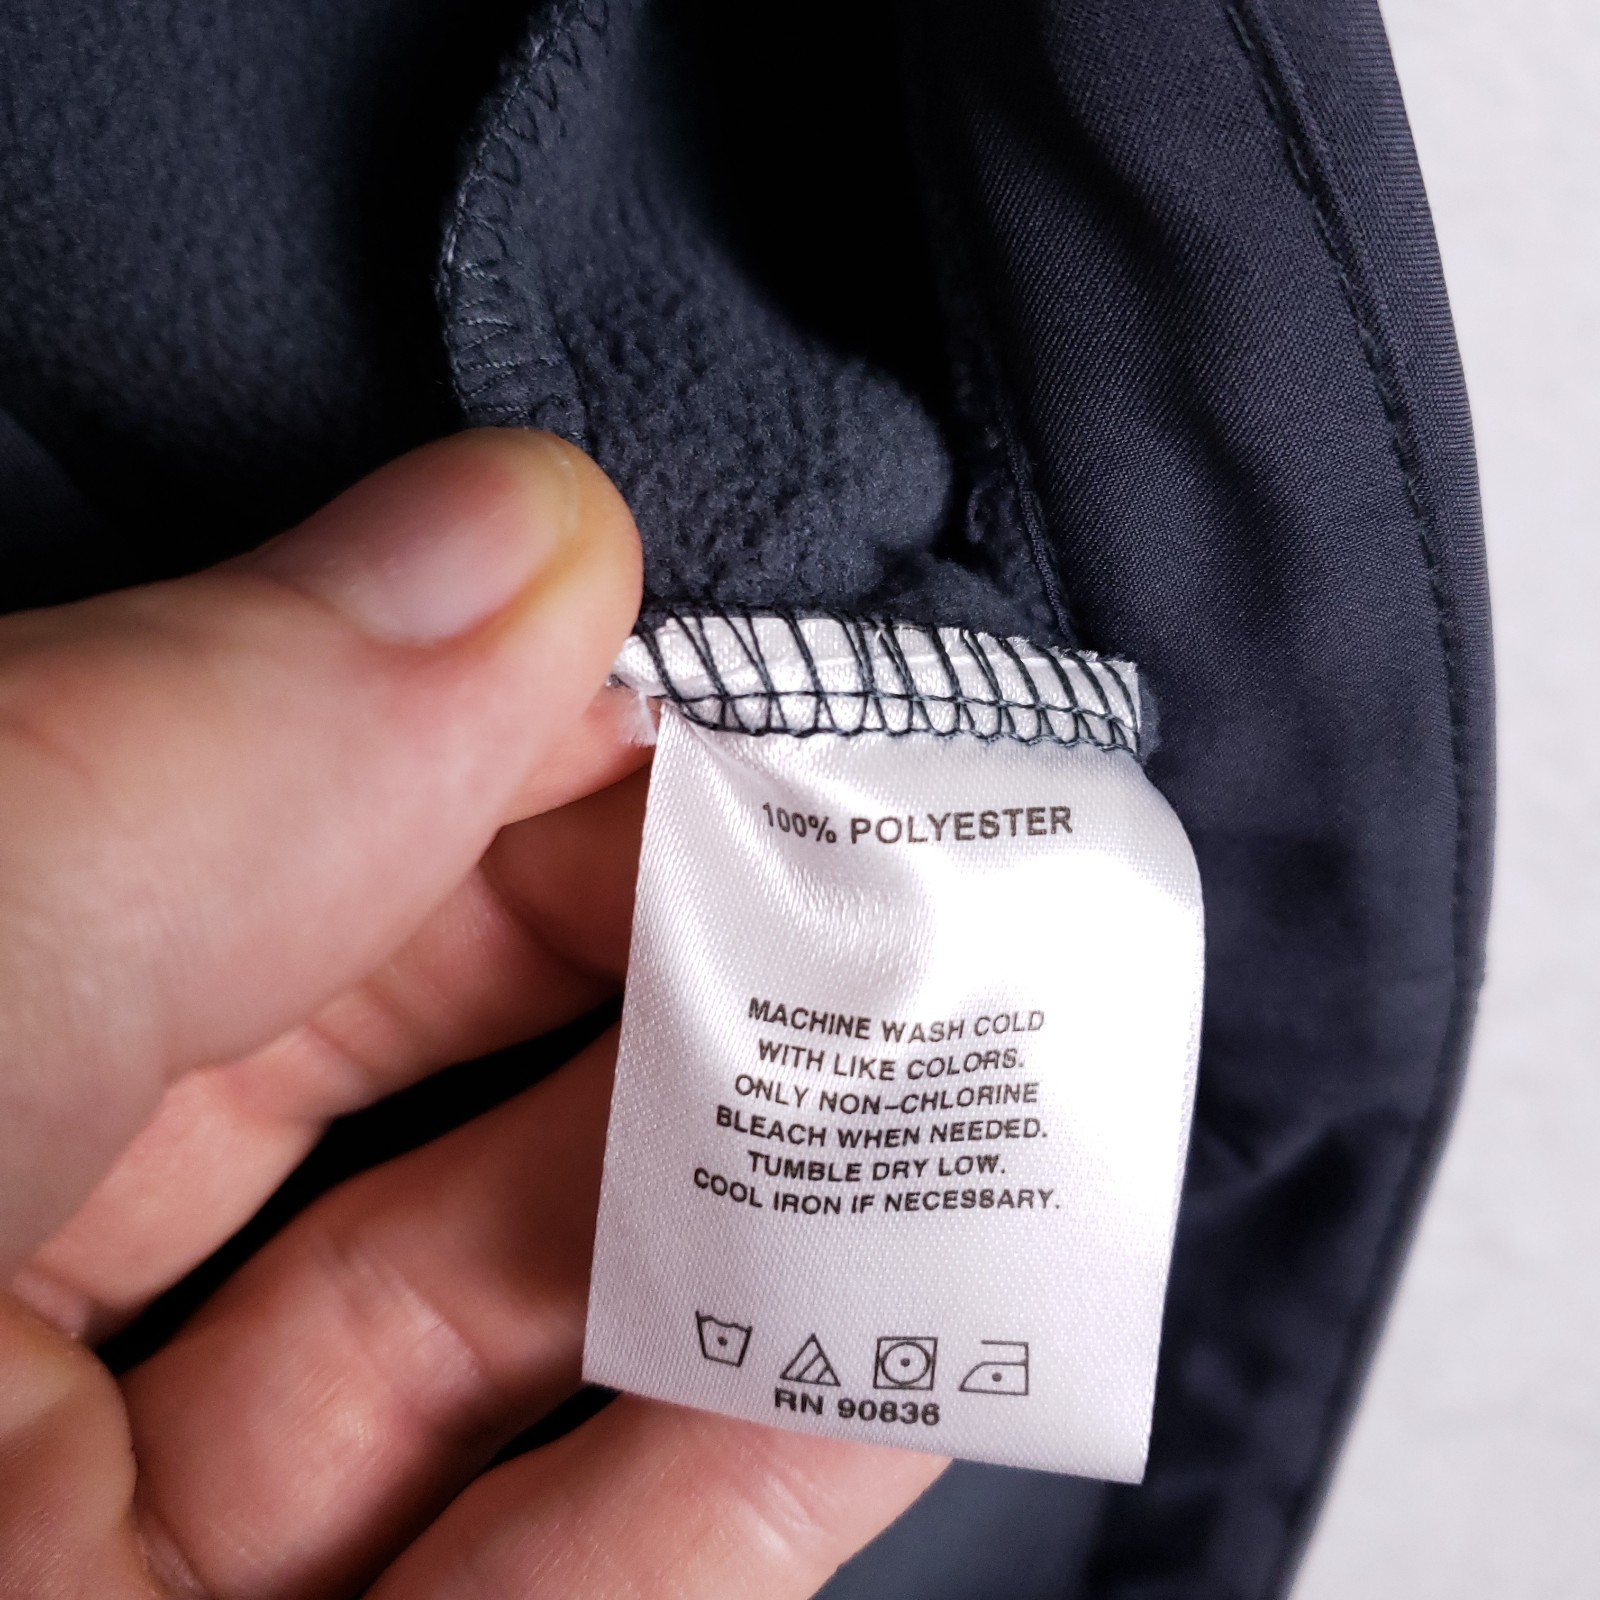 100% POLYESTER
MACHINE WASH COLD
WITH LIKE COLORS.
ONLY NON-CHLORINE
BLEACH WHEN NEEDED.
TUMBLE DRY LOW.
COOL IRON IF NECESSARY.
RN 90836